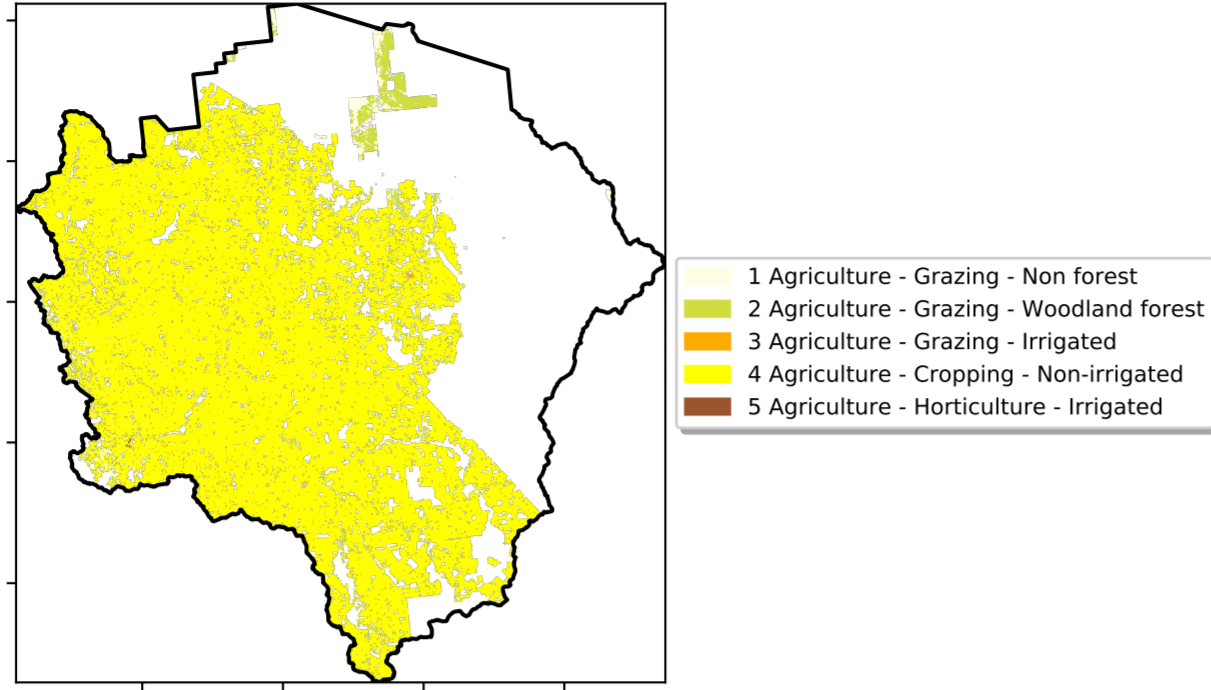 1 Agriculture - Grazing - Non forest
2 Agriculture - Grazing - Woodland forest
3 Agriculture - Grazing - Irrigated
4 Agriculture - Cropping - Non-irrigated
5 Agriculture - Horticulture - Irrigated